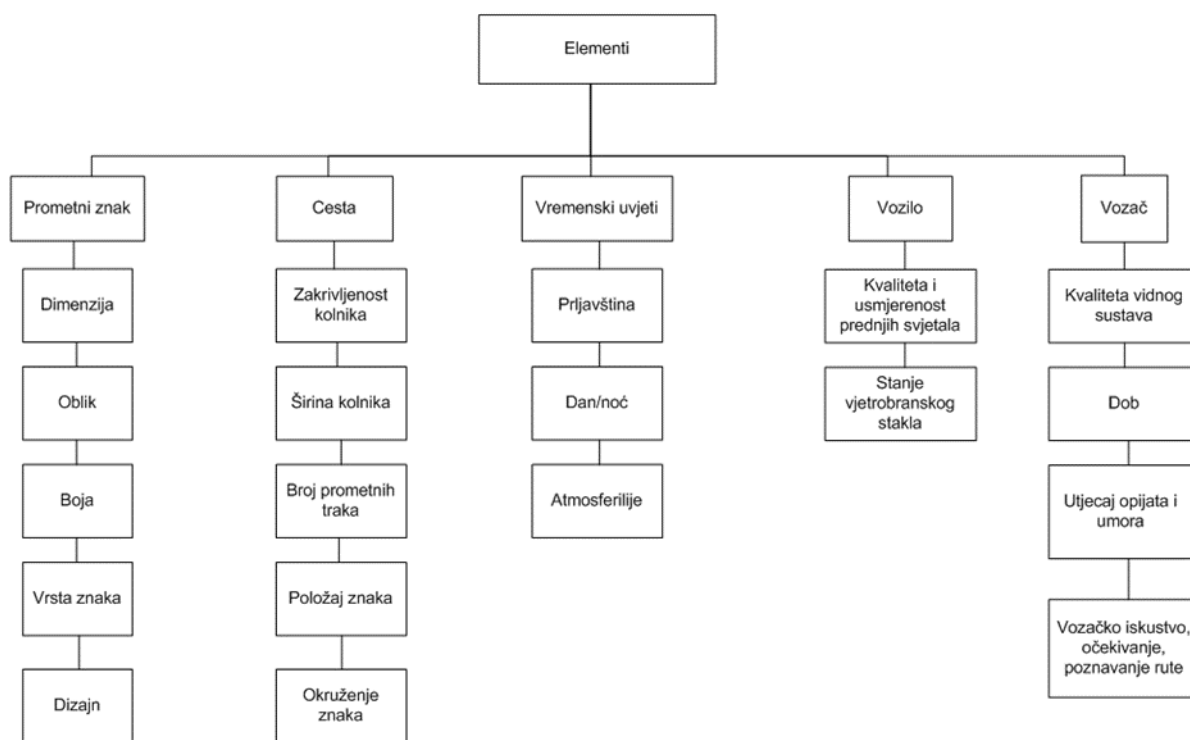 Elementi
Prometni znak
Cesta
Vremenski uvjeti
Vozilo
Vozač
Dimenzija
Oblik
Boja
Vrsta znaka
Dizajn
Zakrivljenost
kolnika
Širina kolnika
Broj prometnih
traka
Položaj znaka
Okruženje
znaka
Prljavština
Dan/noć
Atmosferilije
Kvaliteta i
usmjerenost
prednjih svjetala
Stanje
vjetrobranskog
stakla
Kvaliteta vidnog
sustava
Dob
Utjecaj opijata i
umora
Vozačko iskustvo,
očekivanje,
poznavanje rute